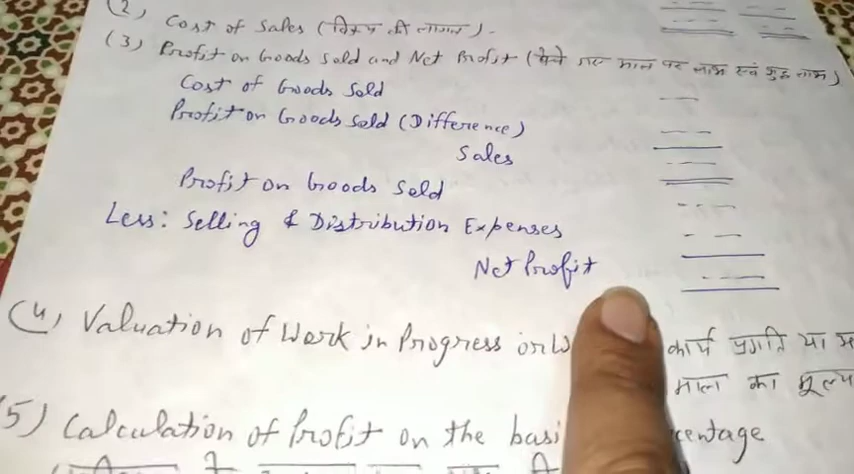 (2) Cost of Sales (विक्रय की लागत) -
(3) Profit on Goods Sold and Net Profit (बेचे गए माल पर लाभ एवं शुद्ध लाभ)
Cost of Goods Sold
Profit on Goods Sold (Difference)
Sales
Profit on Goods Sold
Less: Selling & Distribution Expenses
Net Profit
(4) Valuation of Work in Progress or कार्य प्रगति या
माल का मूल्य
(5) Calculation of Profit on the basi centage